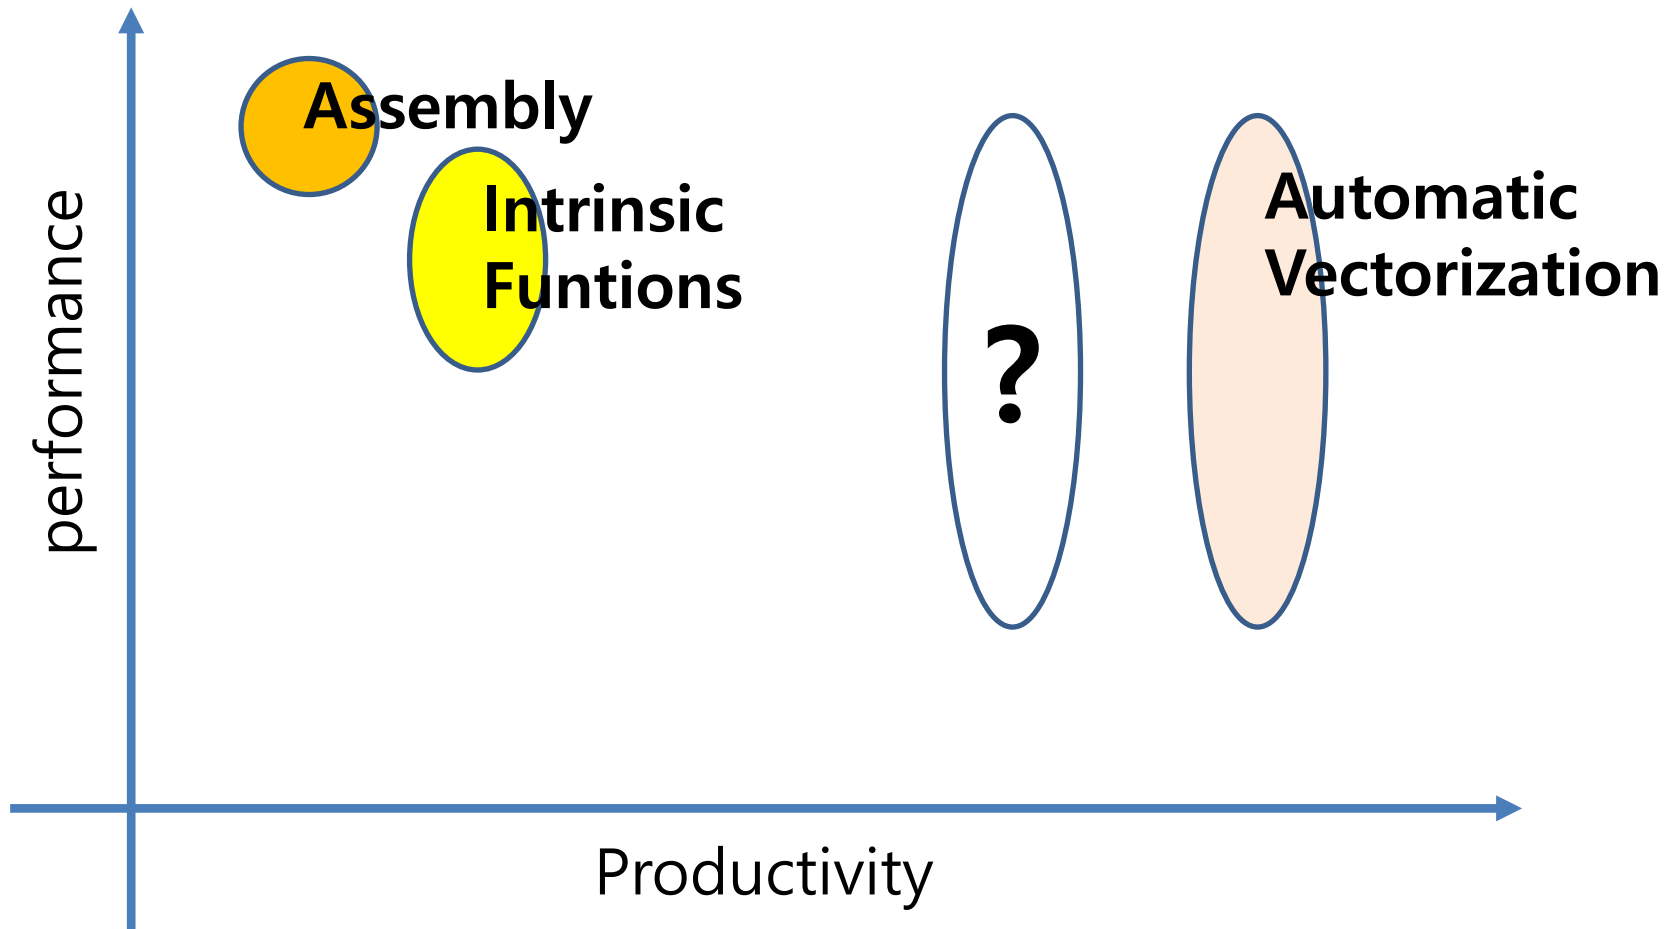 Assembly
Intrinsic
Funtions
?
Automatic
Vectorization
performance
Productivity